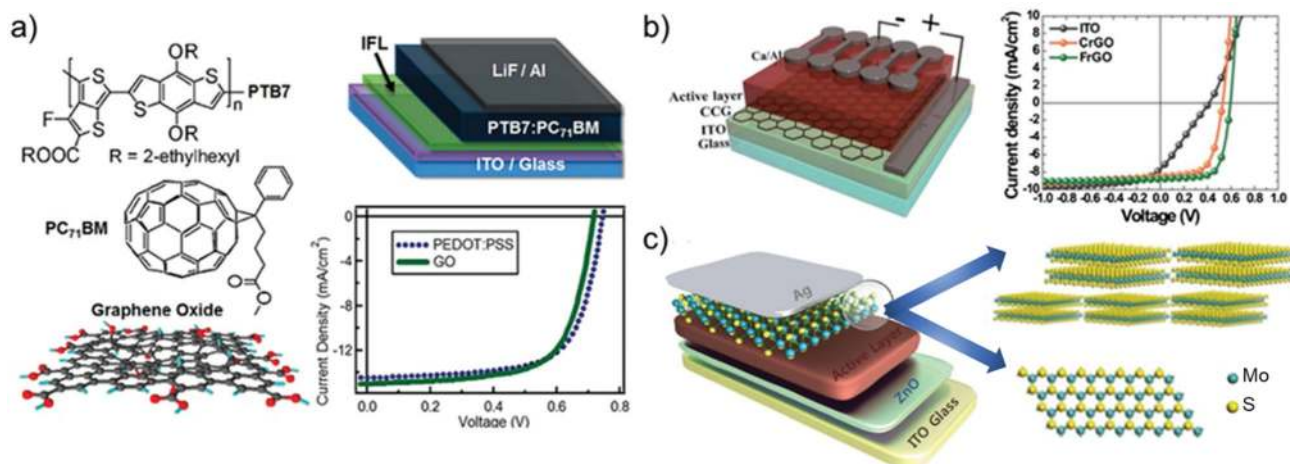 a)
OR
S
S
S
S
n
PTB7
F
OR
ROOC
R = 2-ethylhexyl
PC71BM
O
O
Graphene Oxide
IFL
LiF / Al
PTB7:PC71BM
ITO / Glass
Current Density (mA/cm2)
0
-4
-8
-12
PEDOT:PSS
GO
0.0 0.2 0.4 0.6 0.8
Voltage (V)
b)
- +
Ca/Al
Active layer
CCG
ITO
Glass
Current density (mA/cm2)
10
8
6
4
2
0
-2
-4
-6
-8
-10
ITO
CrGO
FrGO
-1.0 -0.8 -0.6 -0.4 -0.2 0.0 0.2 0.4 0.6 0.8 1.0
Voltage (V)
c)
Ag
Active Layer
ZnO
ITO Glass
Mo
S